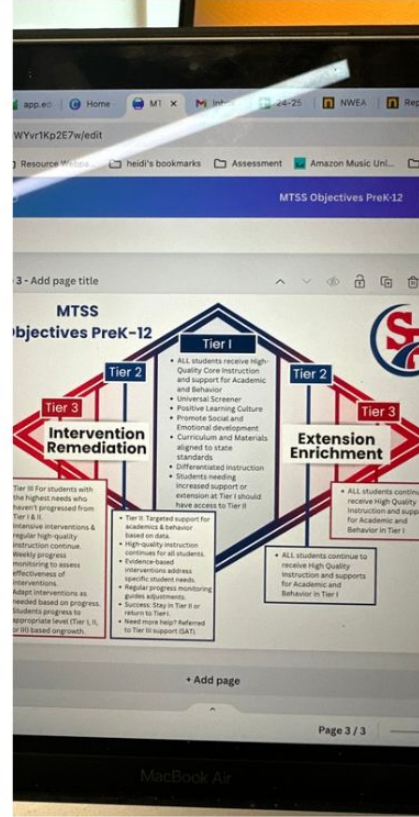 app.ed
Home
MT
24-25
NWEA
Rep
WYvr1Kp2E7w/edit
Resource
heidi's bookmarks
Assessment
Amazon Music Unl...
MTSS Objectives PreK-12
3 - Add page title
MTSS
bjectives PreK-12
Tier I
• ALL students receive High-
Quality Core Instruction
and support for Academic
and Behavior
• Universal Screener
• Positive Learning Culture
• Promote Social and
Emotional development
• Curriculum and Materials
aligned to state
standards
• Differentiated Instruction
• Students needing
increased support or
extension at Tier I should
have access to Tier II
Tier 2
Tier 2
Tier 3
Tier 3
Intervention
Remediation
Extension
Enrichment
Tier III For students with
the highest needs who
haven't progressed from
Tier I & II.
Intensive interventions &
regular high-quality
instruction continue.
Weekly progress
monitoring to assess
effectiveness of
interventions.
Adapt interventions as
needed based on progress.
Students progress to
appropriate level (Tier I, II,
or III) based ongrowth.
• Tier II: Targeted support for
academics & behavior
based on data.
• High-quality instruction
continues for all students.
• Evidence-based
interventions address
specific student needs.
• Regular progress monitoring
guides adjustments.
• Success: Stay in Tier II or
return to Tier I.
• Need more help? Referred
to Tier III support (SAT).
• ALL students continue to
receive High Quality
Instruction and supports
for Academic and
Behavior in Tier I
• ALL students continu
receive High Quality
Instruction and supp
for Academic and
Behavior in Tier I
+ Add page
Page 3 / 3
MacBook Air